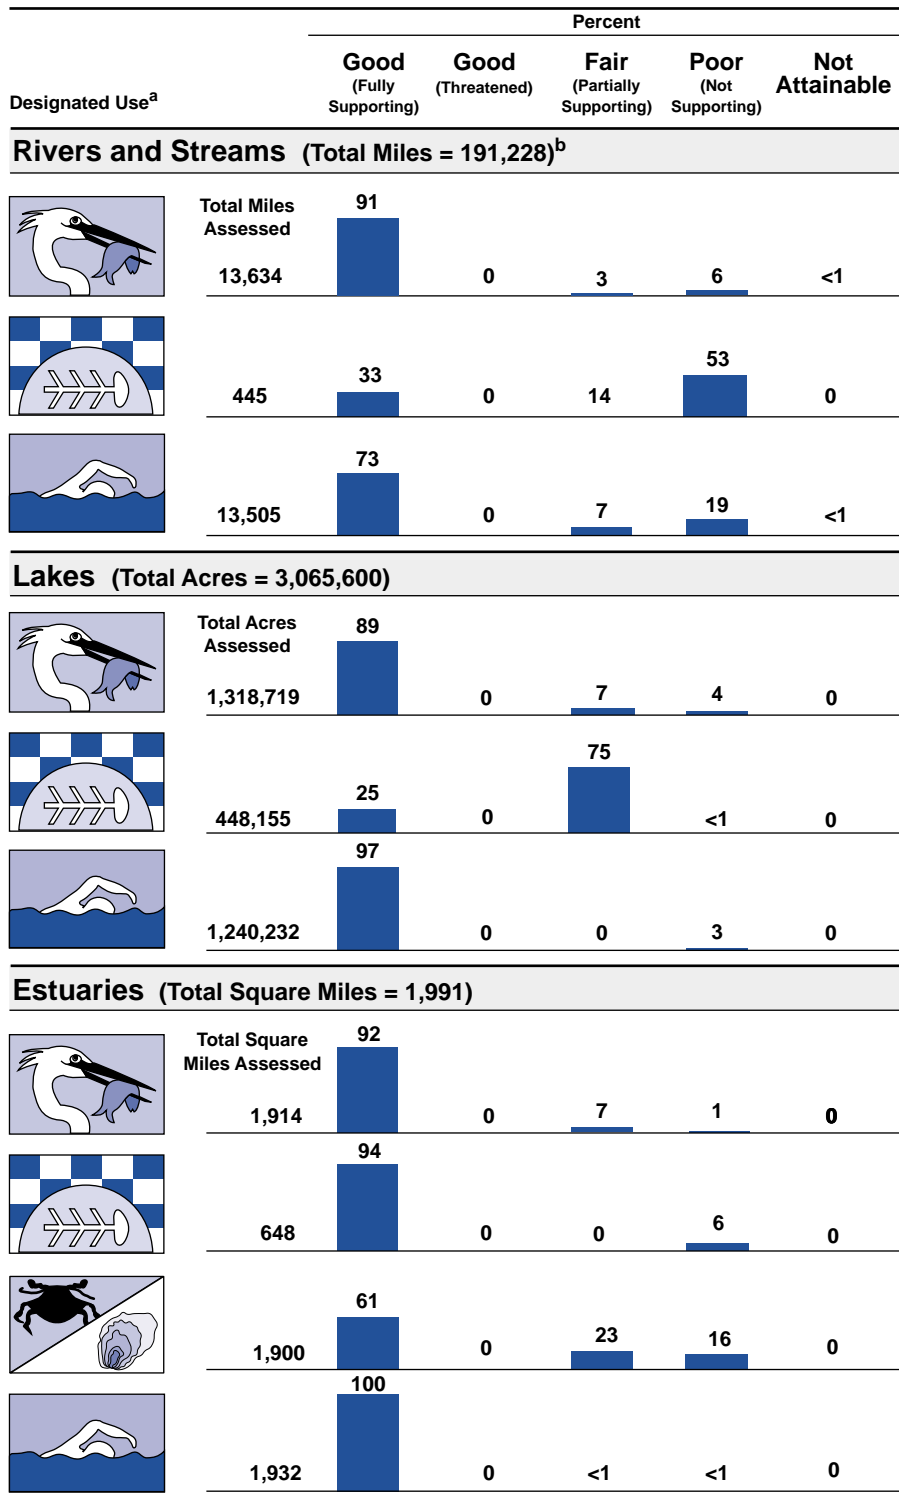 Percent
Designated Use^a
Good (Fully Supporting)
Good (Threatened)
Fair (Partially Supporting)
Poor (Not Supporting)
Not Attainable
Rivers and Streams (Total Miles = 191,228)^b
Total Miles Assessed
13,634 91 0 3 6 <1
445 33 0 14 53 0
13,505 73 0 7 19 <1
Lakes (Total Acres = 3,065,600)
Total Acres Assessed
1,318,719 89 0 7 4 0
448,155 25 0 75 <1 0
1,240,232 97 0 0 3 0
Estuaries (Total Square Miles = 1,991)
Total Square Miles Assessed
1,914 92 0 7 1 0
648 94 0 0 6 0
1,900 61 0 23 16 0
1,932 100 0 <1 <1 0